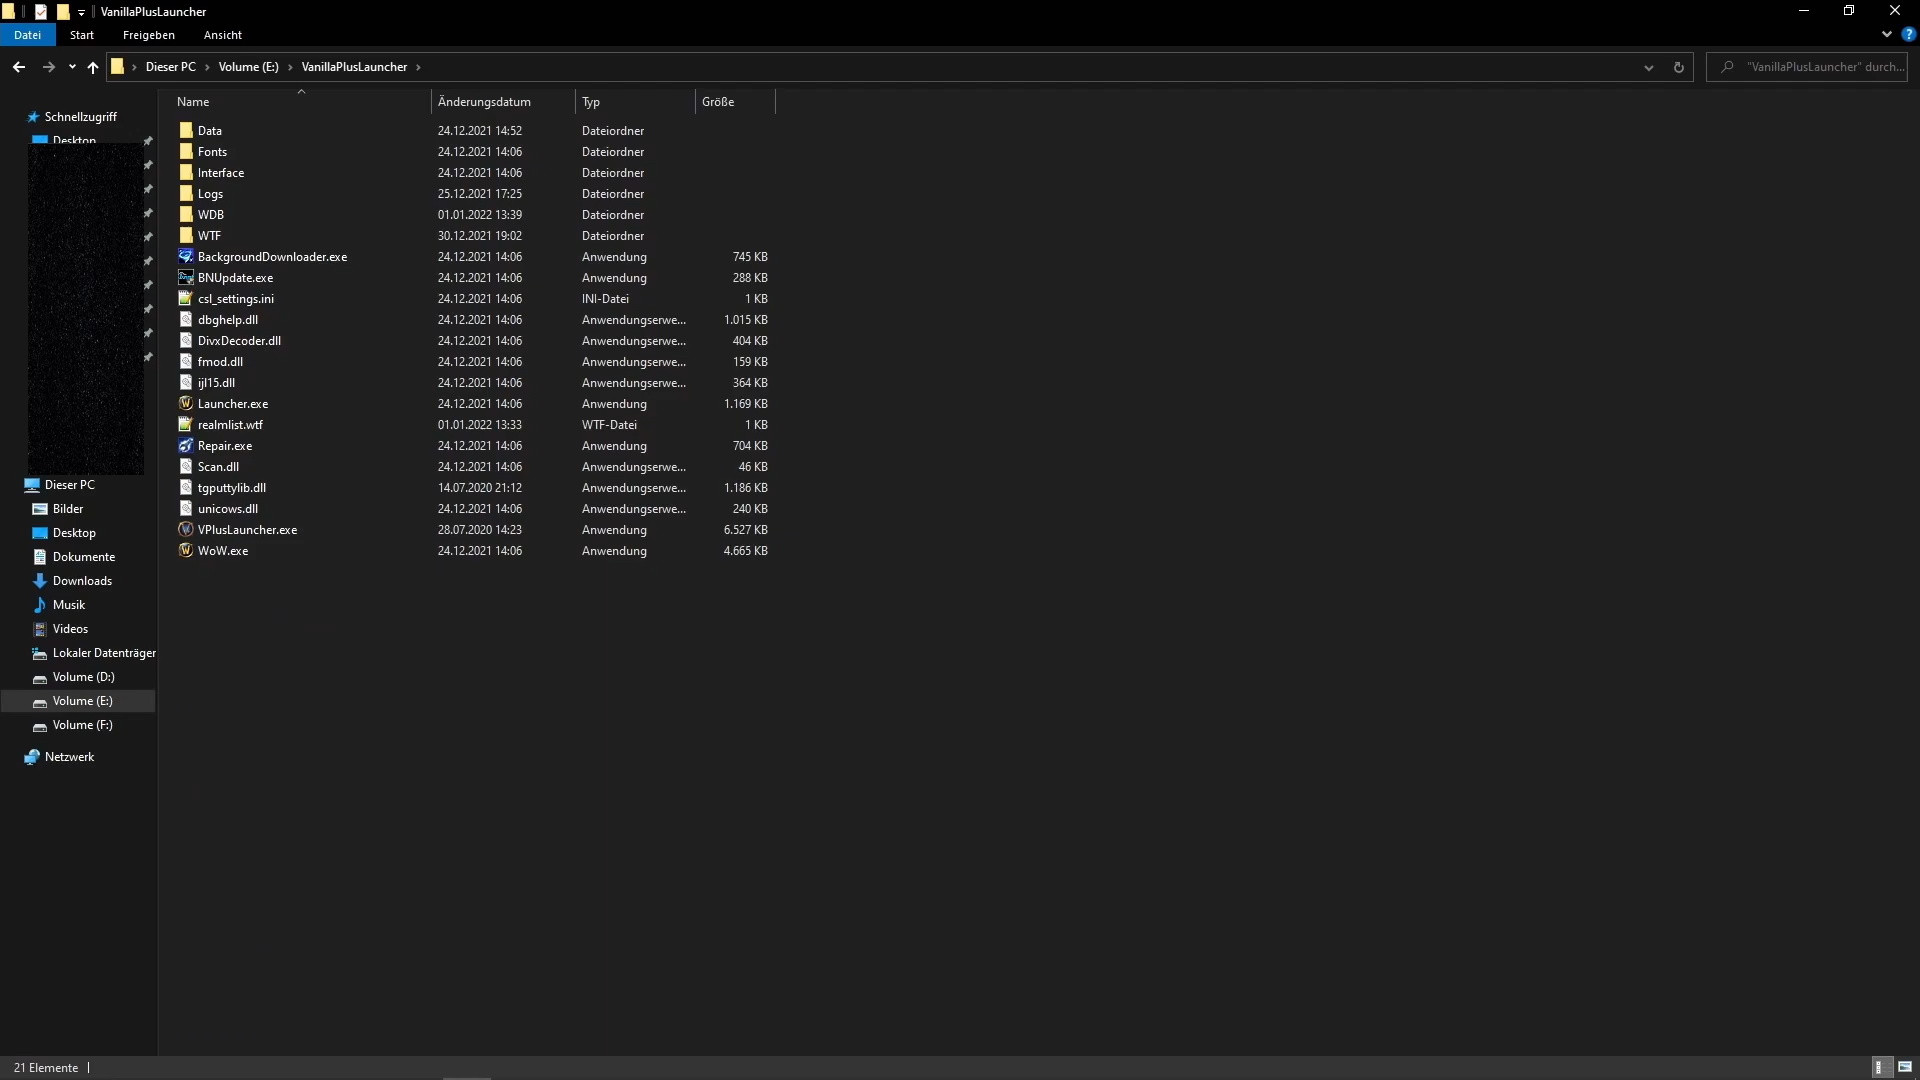 VanillaPlusLauncher
Datei Start Freigeben Ansicht
Dieser PC Volume (E:) VanillaPlusLauncher "VanillaPlusLauncher" durch...
Name Änderungsdatum Typ Größe
Schnellzugriff
Desktop
Dieser PC
Bilder
Desktop
Dokumente
Downloads
Musik
Videos
Lokaler Datenträger
Volume (D:)
Volume (E:)
Volume (F:)
Netzwerk
Data 24.12.2021 14:52 Dateiordner
Fonts 24.12.2021 14:06 Dateiordner
Interface 24.12.2021 14:06 Dateiordner
Logs 25.12.2021 17:25 Dateiordner
WDB 01.01.2022 13:39 Dateiordner
WTF 30.12.2021 19:02 Dateiordner
BackgroundDownloader.exe 24.12.2021 14:06 Anwendung 745 KB
BNUpdate.exe 24.12.2021 14:06 Anwendung 288 KB
csl_settings.ini 24.12.2021 14:06 INI-Datei 1 KB
dbghelp.dll 24.12.2021 14:06 Anwendungserwe... 1.015 KB
DivxDecoder.dll 24.12.2021 14:06 Anwendungserwe... 404 KB
fmod.dll 24.12.2021 14:06 Anwendungserwe... 159 KB
ijl15.dll 24.12.2021 14:06 Anwendungserwe... 364 KB
Launcher.exe 24.12.2021 14:06 Anwendung 1.169 KB
realmlist.wtf 01.01.2022 13:33 WTF-Datei 1 KB
Repair.exe 24.12.2021 14:06 Anwendung 704 KB
Scan.dll 24.12.2021 14:06 Anwendungserwe... 46 KB
tgputtylib.dll 14.07.2020 21:12 Anwendungserwe... 1.186 KB
unicows.dll 24.12.2021 14:06 Anwendungserwe... 240 KB
VPlusLauncher.exe 28.07.2020 14:23 Anwendung 6.527 KB
WoW.exe 24.12.2021 14:06 Anwendung 4.665 KB
21 Elemente